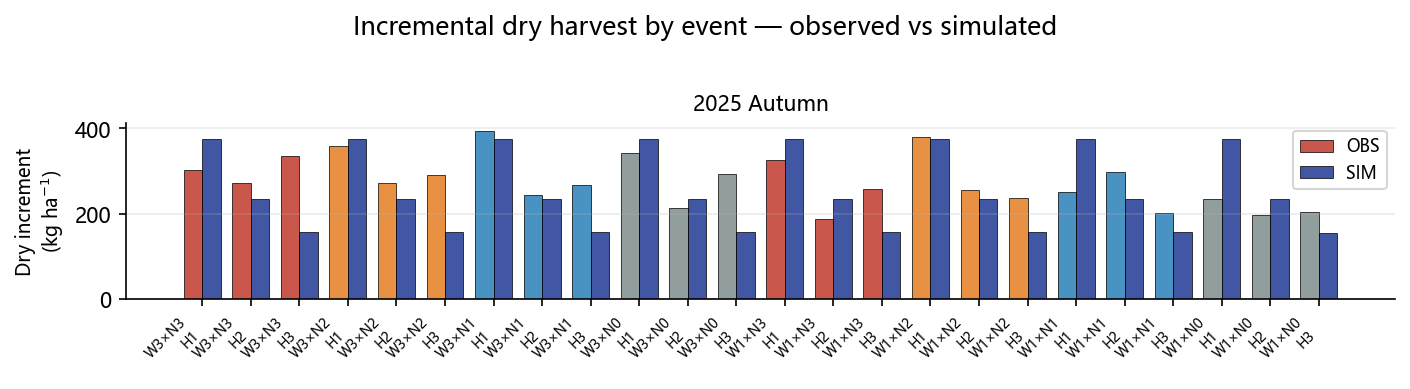 Incremental dry harvest by event — observed vs simulated
2025 Autumn
Dry increment
(kg ha⁻¹)
400
200
0
OBS
SIM
W3×N3
H1
W3×N3
H2
W3×N3
H3
W3×N2
H1
W3×N2
H2
W3×N2
H3
W3×N1
H1
W3×N1
H2
W3×N1
H3
W3×N0
H1
W3×N0
H2
W3×N0
H3
W1×N3
H1
W1×N3
H2
W1×N3
H3
W1×N2
H1
W1×N2
H2
W1×N2
H3
W1×N1
H1
W1×N1
H2
W1×N1
H3
W1×N0
H1
W1×N0
H2
W1×N0
H3